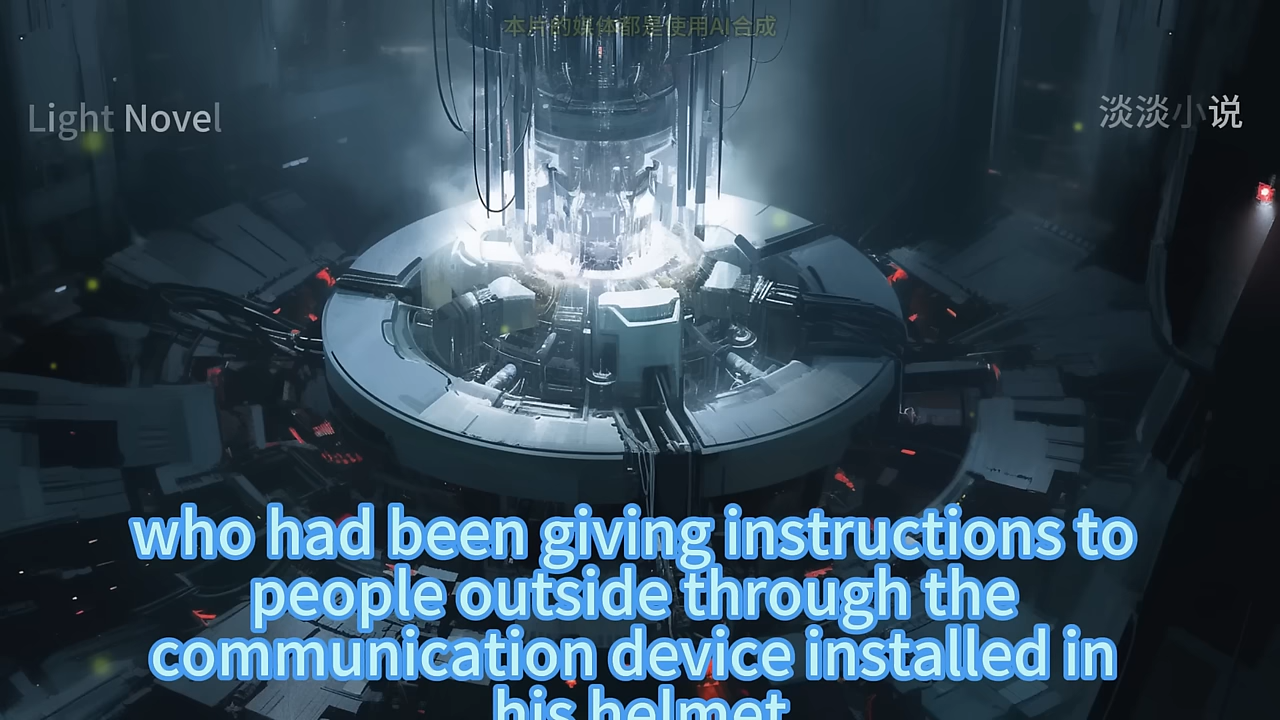 本片的媒体都是使用AI合成
Light Novel
淡淡小说
who had been giving instructions to
people outside through the
communication device installed in
his helmet